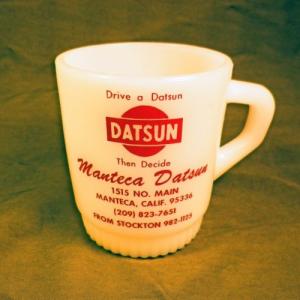 Drive a Datsun
DATSUN
Then Decide
Manteca Datsun
1515 NO. MAIN
MANTECA, CALIF. 95336
(209) 823-7651
FROM STOCKTON 982-1125